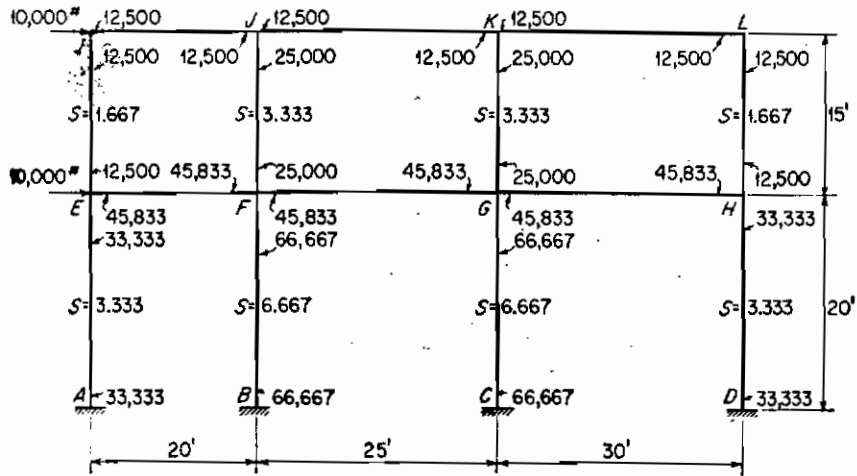 10,000# 12,500 J 12,500 K 12,500 L
I 12,500 25,000 12,500 25,000 12,500 12,500
12,500
S=1.667 S=3.333 S=3.333 S=1.667 15'
10,000# 12,500 45,833 25,000 45,833 25,000 45,833 12,500
E F G H
45,833 45,833 45,833 33,333
33,333 66,667 66,667
S=3.333 S=6.667 S=6.667 S=3.333 20'
A 33,333 B 66,667 C 66,667 D 33,333
20' 25' 30'